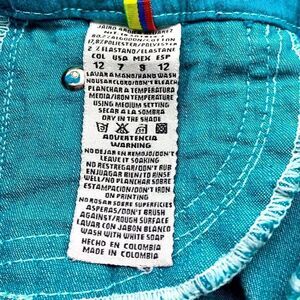 2 % ELASTANO/ELASTANE
COL USA MEX ESP
12 7 9 12
LAVAR A MANO/HAND WASH
NO USAR CLORO/DON'T BLEACH
PLANCHAR A TEMPERATURA
MEDIA/IRON TEMPERATURE
USING MEDIUM SETTING
SECAR A LA SOMBRA
DRY IN THE SHADE
ADVERTENCIA
WARNING
NO DEJAR EN REMOJO/DON'T
LEAVE IT SOAKING
NO RESTREGAR/DON'T RUB
ENJUAGAR BIEN/TO RINSE
WELL/NO PLANCHAR SOBRE
ESTAMPACION/DON'T IRON
ON PRINTING
NO ROSAR SOBRE SUPERFICIES
ASPERAS/DON'T BRUSH
AGAINST/ROUGH SURFACE
LAVAR CON JABON BLANCO
WASH WITH WHITE SOAP
HECHO EN COLOMBIA
MADE IN COLOMBIA